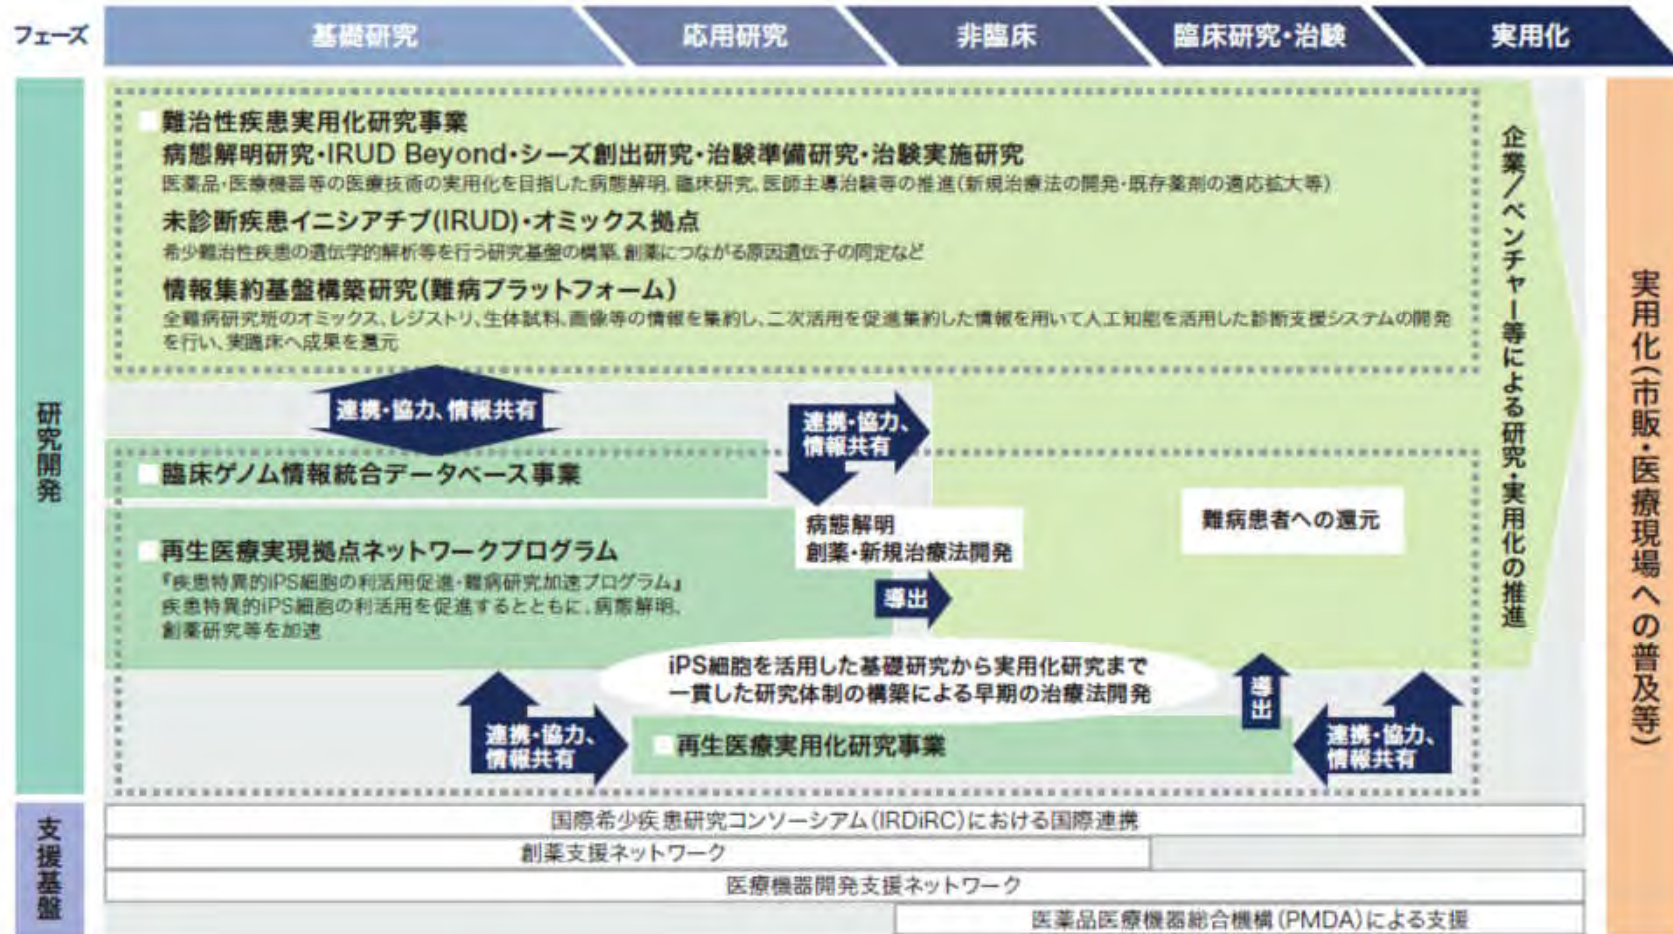 フェーズ
基礎研究
応用研究
非臨床
臨床研究・治験
実用化
研究開発
難治性疾患実用化研究事業
病態解明研究・IRUD Beyond・シーズ創出研究・治験準備研究・治験実施研究
医薬品・医療機器等の医療技術の実用化を目指した病態解明、臨床研究、医師主導治験等の推進(新規治療法の開発・既存薬剤の適応拡大等)
未診断疾患イニシアチブ(IRUD)・オミックス拠点
希少難治性疾患の遺伝学的解析等を行う研究基盤の構築、創薬につながる原因遺伝子の同定など
情報集約基盤構築研究(難病プラットフォーム)
全難病研究班のオミックス、レジストリ、生体試料、画像等の情報を集約し、二次活用を促進集約した情報を用いて人工知能を活用した診断支援システムの開発
を行い、実臨床へ成果を還元
企業/ベンチャー等による研究・実用化の推進
実用化(市販・医療現場への普及等)
連携・協力、情報共有
連携・協力、
情報共有
臨床ゲノム情報統合データベース事業
病態解明
創薬・新規治療法開発
難病患者への還元
再生医療実現拠点ネットワークプログラム
『疾患特異的iPS細胞の利活用促進・難病研究加速プログラム』
疾患特異的iPS細胞の利活用を促進するとともに、病態解明、
創薬研究等を加速
導出
iPS細胞を活用した基礎研究から実用化研究まで
一貫した研究体制の構築による早期の治療法開発
導出
連携・協力、
情報共有
再生医療実用化研究事業
連携・協力、
情報共有
支援基盤
国際希少疾患研究コンソーシアム(IRDiRC)における国際連携
創薬支援ネットワーク
医療機器開発支援ネットワーク
医薬品医療機器総合機構(PMDA)による支援